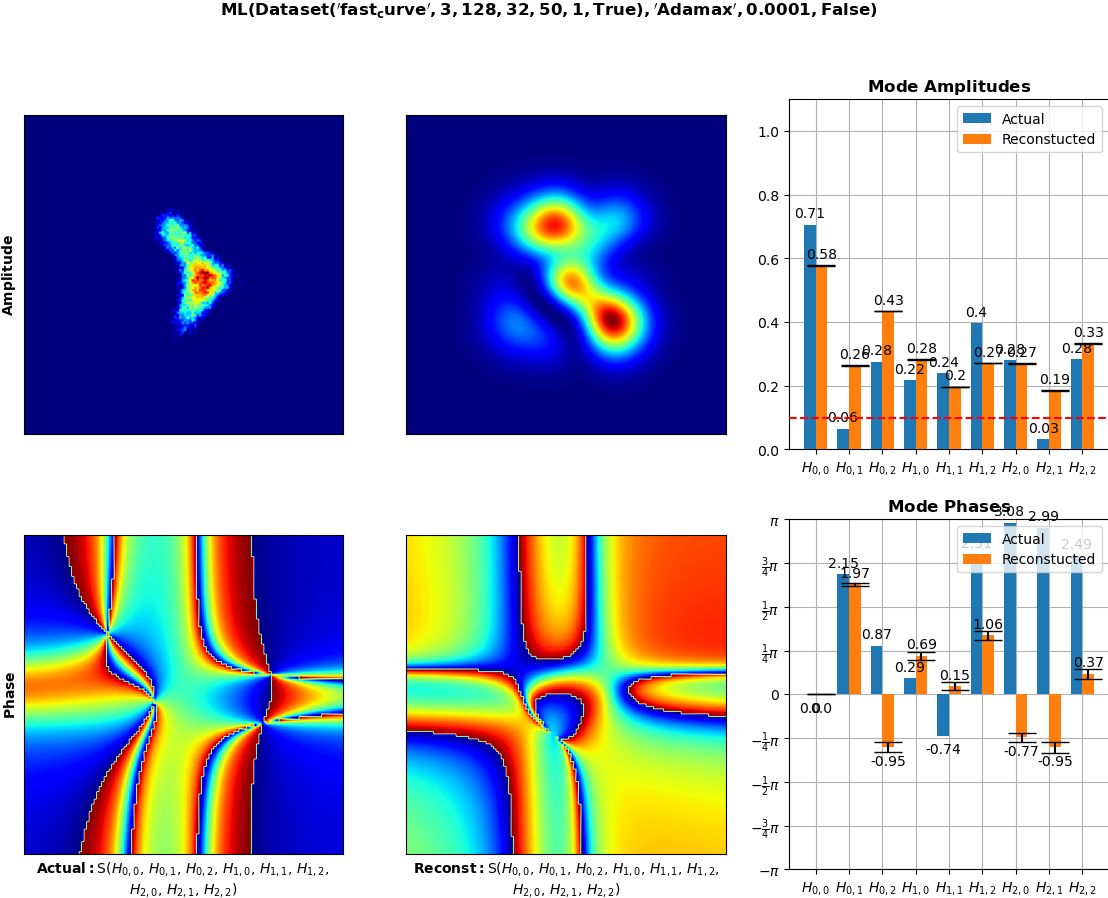 ML(Dataset('fast_curve', 3, 128, 32, 50, 1, True), 'Adamax', 0.0001, False)
Amplitude
Mode Amplitudes
Actual
Reconstucted
1.0
0.8
0.6
0.4
0.2
0.0
0.71
0.58
0.06
0.26
0.28
0.43
0.22
0.28
0.24
0.2
0.4
0.27
0.28
0.27
0.03
0.19
0.28
0.33
H0,0 H0,1 H0,2 H1,0 H1,1 H1,2 H2,0 H2,1 H2,2
Phase
Actual: S(H0,0, H0,1, H0,2, H1,0, H1,1, H1,2,
H2,0, H2,1, H2,2)
Reconst: S(H0,0, H0,1, H0,2, H1,0, H1,1, H1,2,
H2,0, H2,1, H2,2)
Mode Phases
Actual
Reconstucted
π
3/4π
1/2π
1/4π
0
−1/4π
−1/2π
−3/4π
−π
0.0
0.0
2.15
1.97
0.87
-0.95
0.29
0.69
-0.74
0.15
1.06
3.08
-0.77
2.99
-0.95
2.49
0.37
H0,0 H0,1 H0,2 H1,0 H1,1 H1,2 H2,0 H2,1 H2,2